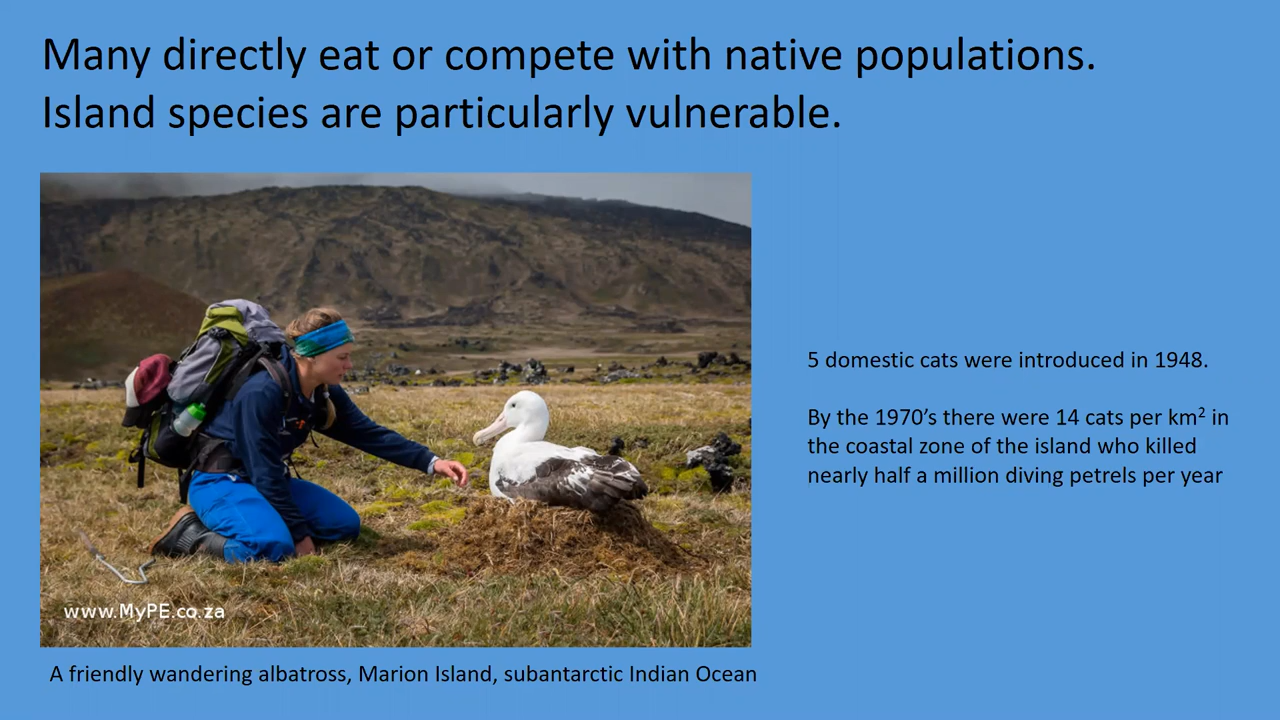 Many directly eat or compete with native populations.
Island species are particularly vulnerable.
5 domestic cats were introduced in 1948.
By the 1970’s there were 14 cats per km² in
the coastal zone of the island who killed
nearly half a million diving petrels per year
www.MyPE.co.za
A friendly wandering albatross, Marion Island, subantarctic Indian Ocean